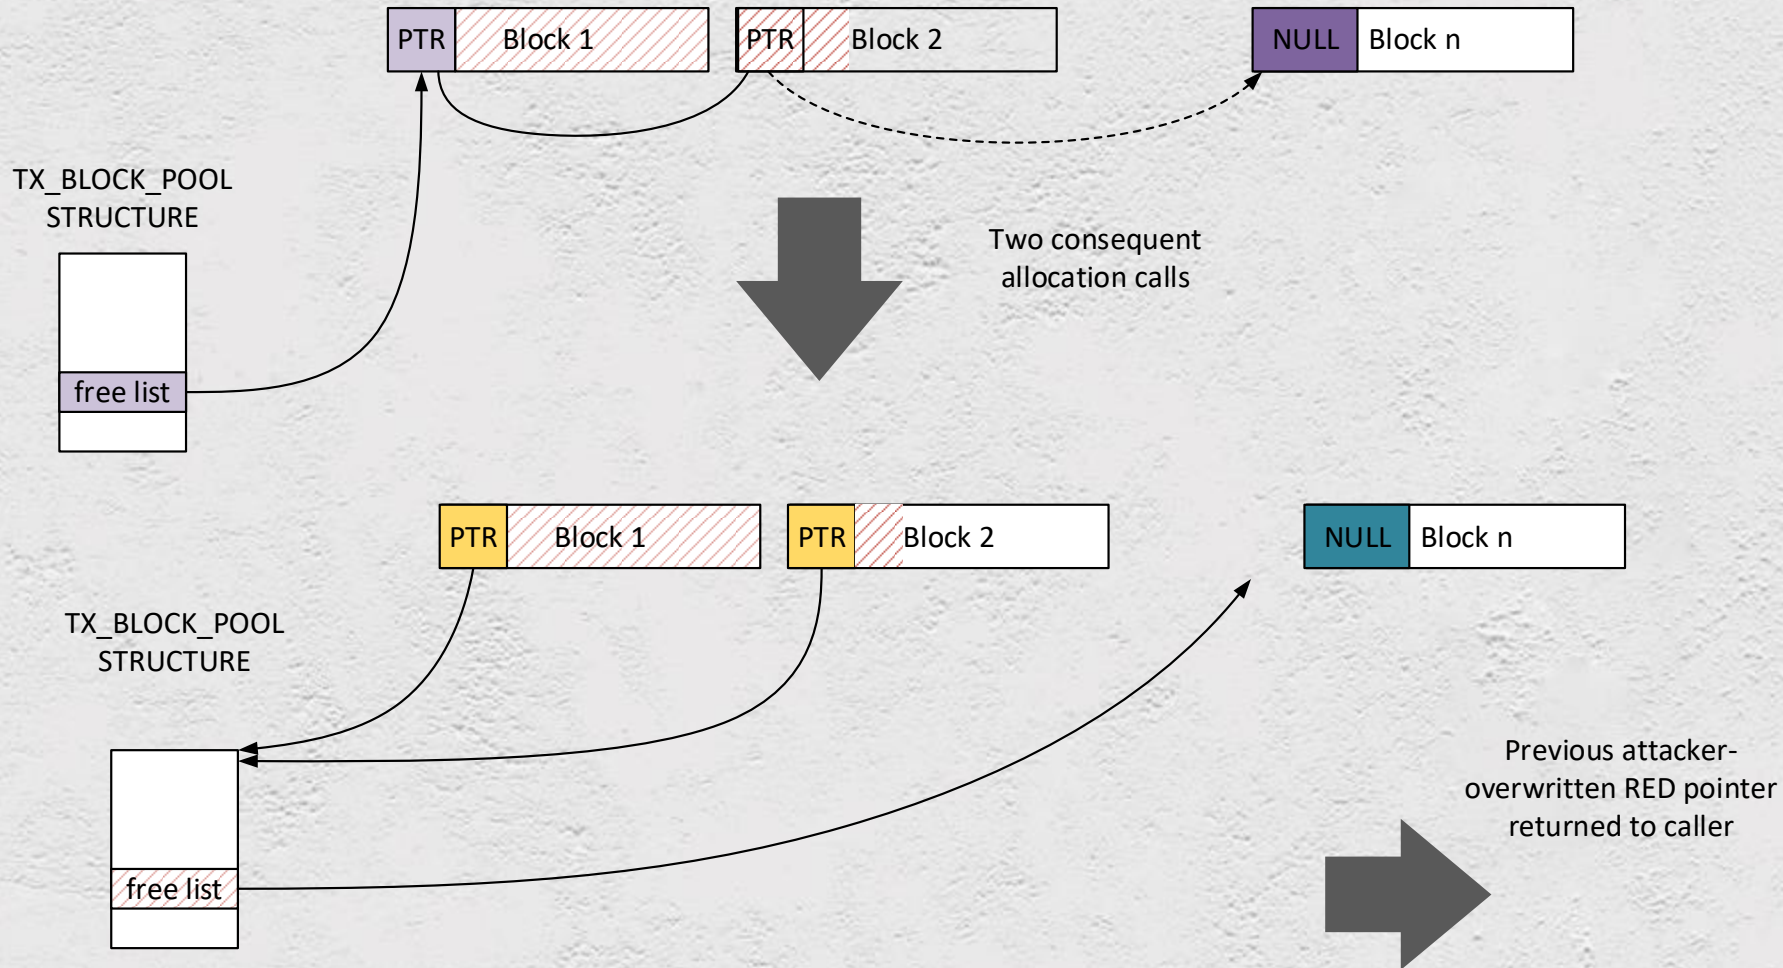 PTR Block 1
PTR Block 2
NULL Block n
TX_BLOCK_POOL
STRUCTURE
free list
Two consequent
allocation calls
PTR Block 1
PTR Block 2
NULL Block n
TX_BLOCK_POOL
STRUCTURE
free list
Previous attacker-
overwritten RED pointer
returned to caller